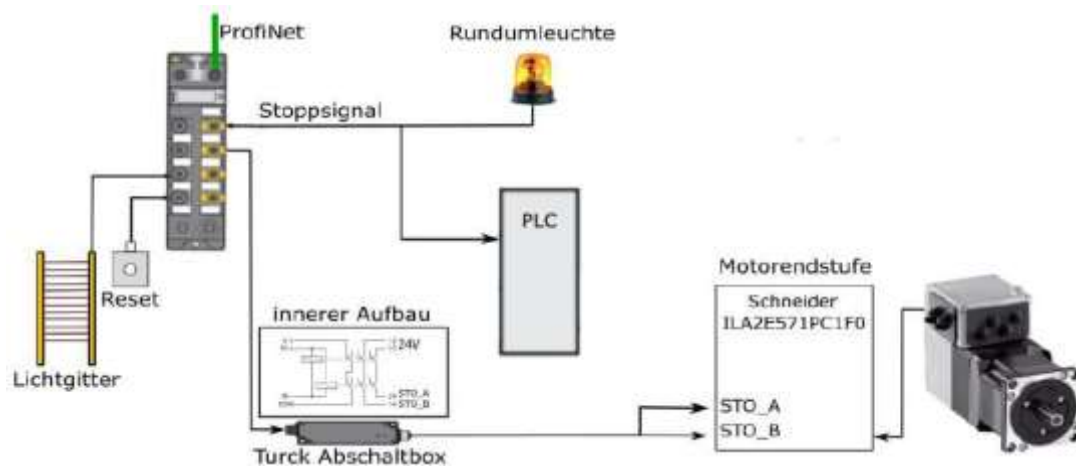 ProfiNet
Rundumleuchte
Stoppsignal
PLC
Motorendstufe
Schneider
ILA2E571PC1F0
Reset
innerer Aufbau
24V
STO_A
STO_B
Lichtgitter
STO_A
STO_B
Turck Abschaltbox